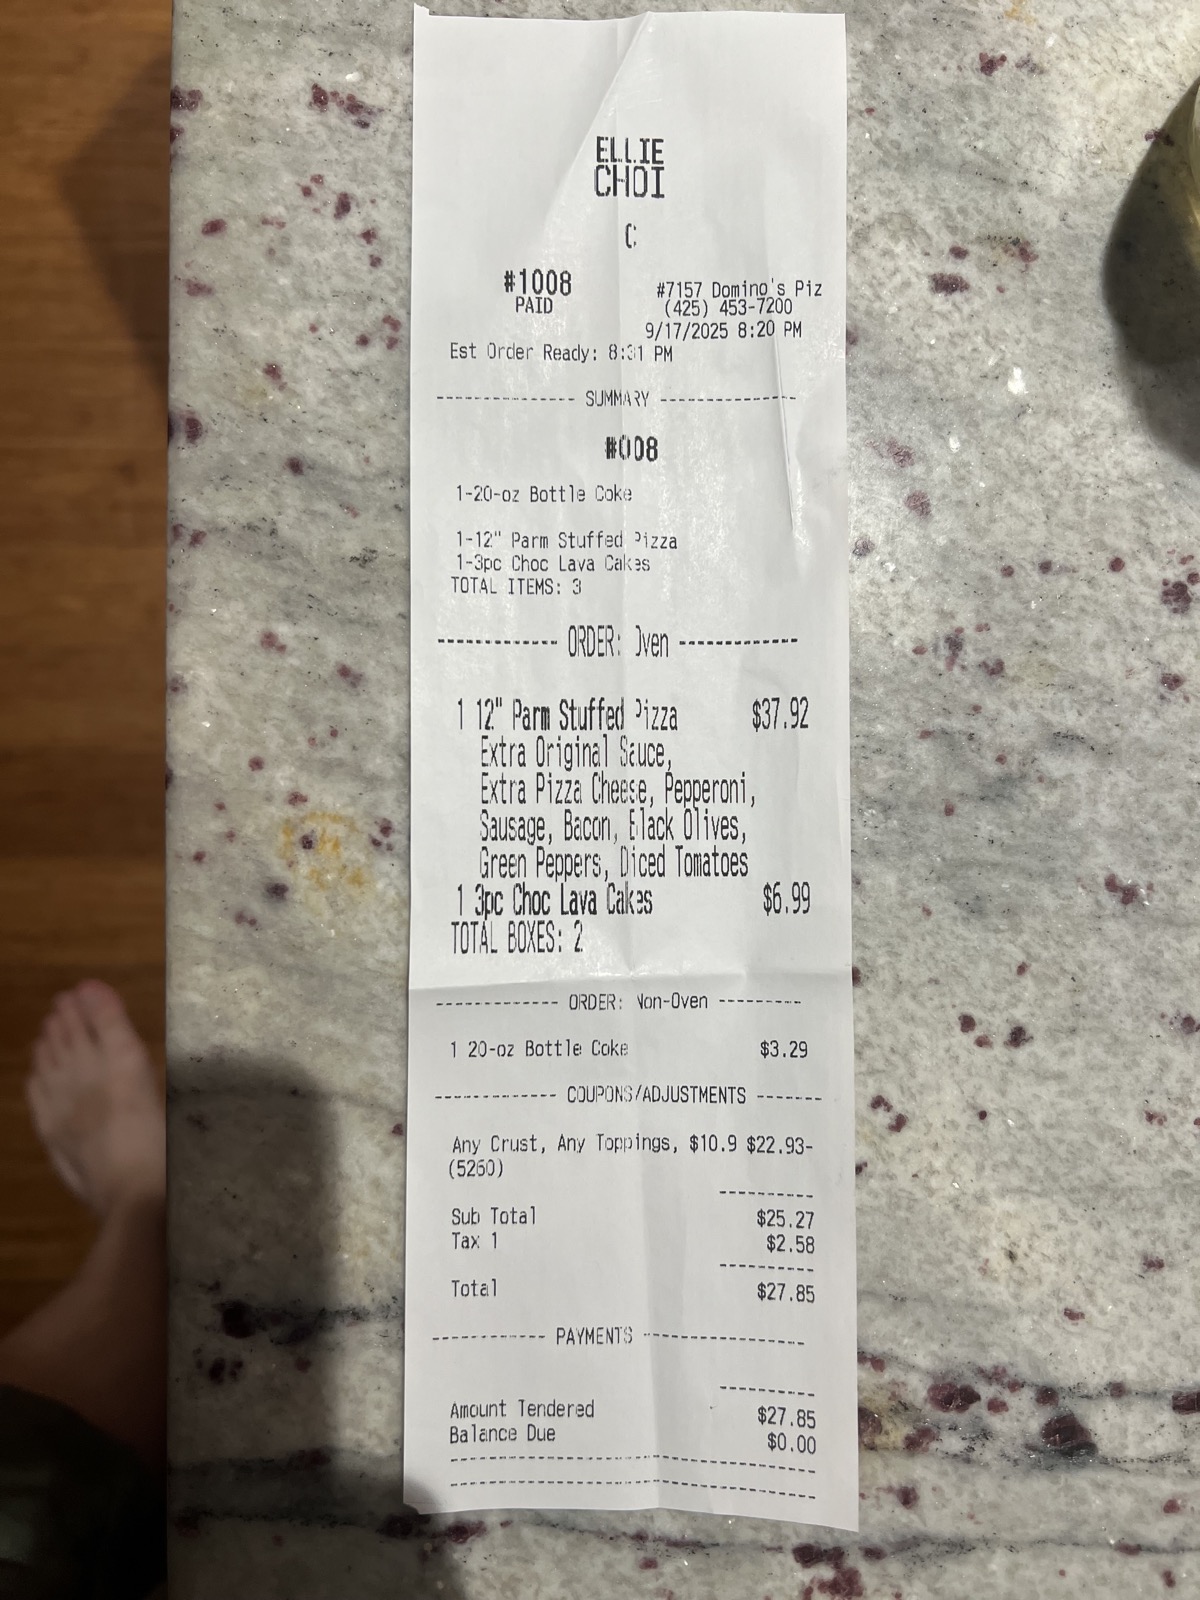 ELLIE
CHOI
C
#1008
PAID
#7157 Domino's Piz
(425) 453-7200
9/17/2025 8:20 PM
Est Order Ready: 8:31 PM
--------------- SUMMARY ---------------
#008
1-20-oz Bottle Coke
1-12" Parm Stuffed Pizza
1-3pc Choc Lava Cakes
TOTAL ITEMS: 3
------------- ORDER: Oven -------------
1 12" Parm Stuffed Pizza $37.92
Extra Original Sauce,
Extra Pizza Cheese, Pepperoni,
Sausage, Bacon, Black Olives,
Green Peppers, Diced Tomatoes
1 3pc Choc Lava Cakes $6.99
TOTAL BOXES: 2
------------- ORDER: Non-Oven ---------
1 20-oz Bottle Coke $3.29
------------- COUPONS/ADJUSTMENTS -------
Any Crust, Any Toppings, $10.9 $22.93-
(5260)
----------
Sub Total $25.27
Tax 1 $2.58
----------
Total $27.85
------------ PAYMENTS -----------------
----------
Amount Tendered $27.85
Balance Due $0.00
---------------------------------------
---------------------------------------